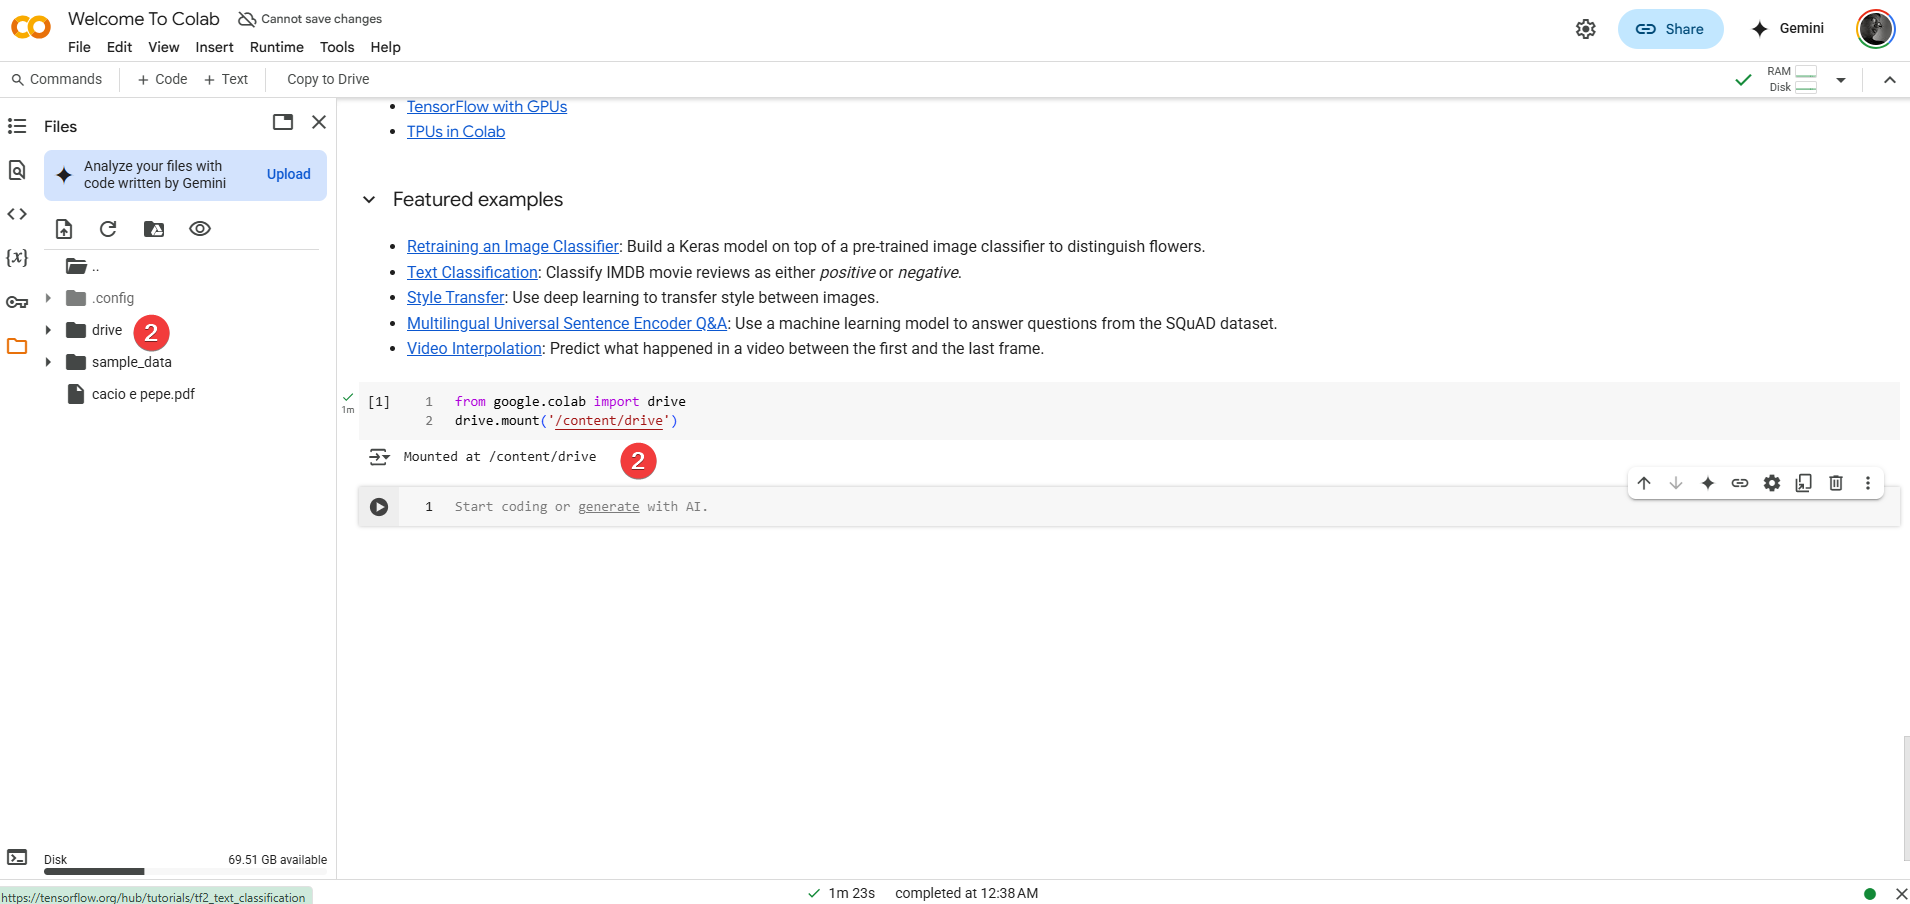 Welcome To Colab
Cannot save changes
File Edit View Insert Runtime Tools Help
Share
Gemini
Commands + Code + Text Copy to Drive
RAM
Disk
Files
Analyze your files with
code written by Gemini
Upload
..
.config
drive 2
sample_data
cacio e pepe.pdf
Disk 69.51 GB available
• TensorFlow with GPUs
• TPUs in Colab
Featured examples
• Retraining an Image Classifier: Build a Keras model on top of a pre-trained image classifier to distinguish flowers.
• Text Classification: Classify IMDB movie reviews as either positive or negative.
• Style Transfer: Use deep learning to transfer style between images.
• Multilingual Universal Sentence Encoder Q&A: Use a machine learning model to answer questions from the SQuAD dataset.
• Video Interpolation: Predict what happened in a video between the first and the last frame.
1m
[1] 1 from google.colab import drive
2 drive.mount('/content/drive')
Mounted at /content/drive 2
1 Start coding or generate with AI.
https://tensorflow.org/hub/tutorials/tf2_text_classification
1m 23s completed at 12:38 AM